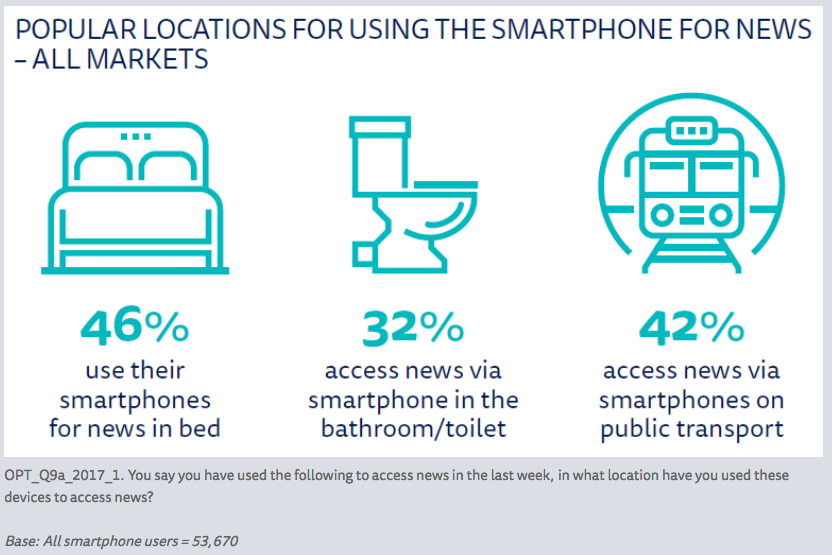 POPULAR LOCATIONS FOR USING THE SMARTPHONE FOR NEWS
– ALL MARKETS
46%
use their
smartphones
for news in bed
32%
access news via
smartphone in the
bathroom/toilet
42%
access news via
smartphones on
public transport
OPT_Q9a_2017_1. You say you have used the following to access news in the last week, in what location have you used these
devices to access news?
Base: All smartphone users = 53,670